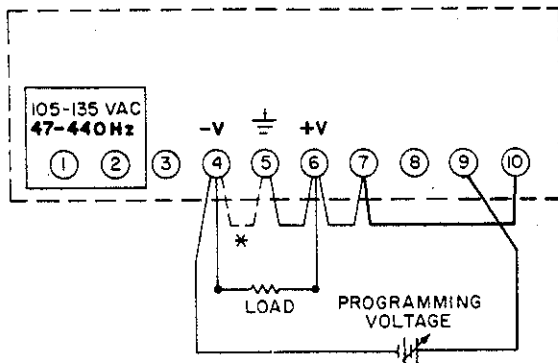 105-135 VAC
47-440Hz
-V
+V
1 2 3 4 5 6 7 8 9 10
*
LOAD
PROGRAMMING
VOLTAGE